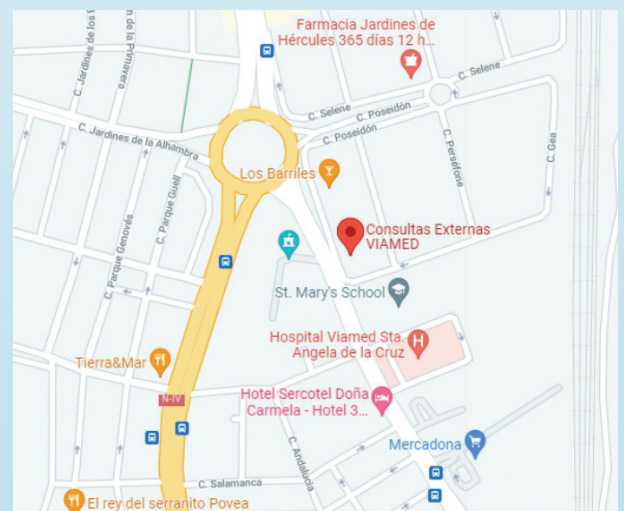 Farmacia Jardines de
Hércules 365 días 12 h...
C. Jardines de los
n de la Primavera
C. Selene
C. Selene
C. Poseidón
C. Poseidón
C. Jardines de la Alhambra
C. Perséfone
C. Gea
Los Barriles
C. Parque Guell
C. Parque Genovés
Consultas Externas
VIAMED
St. Mary's School
Hospital Viamed Sta.
Angela de la Cruz
H
Tierra&Mar
N-IV
Hotel Sercotel Doña
Carmela - Hotel 3...
Mercadona
C. Andalucía
C. Salamanca
El rey del serranito Povea